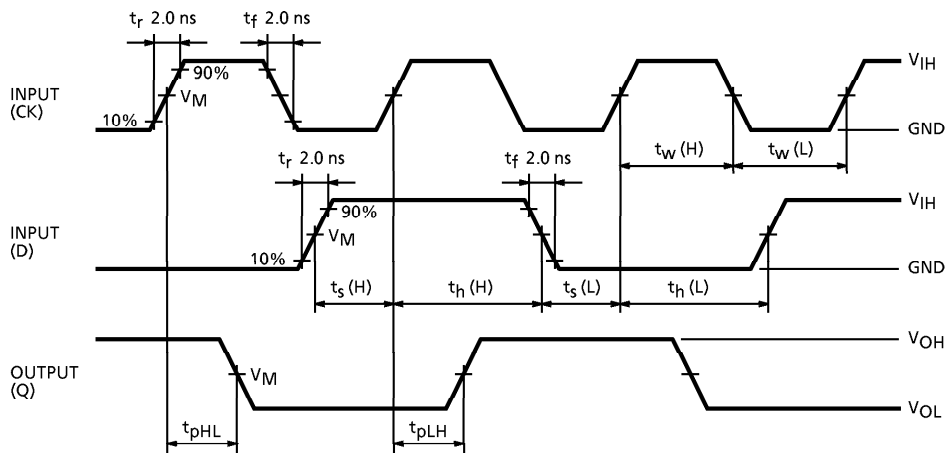 tr 2.0 ns tf 2.0 ns
INPUT
(CK)
90%
VM
10%
VIH
GND
tw (H) tw (L)
tr 2.0 ns tf 2.0 ns
INPUT
(D)
90%
VM
10%
VIH
GND
ts (H) th (H) ts (L) th (L)
OUTPUT
(Q)
VM
VOH
VOL
tpHL tpLH